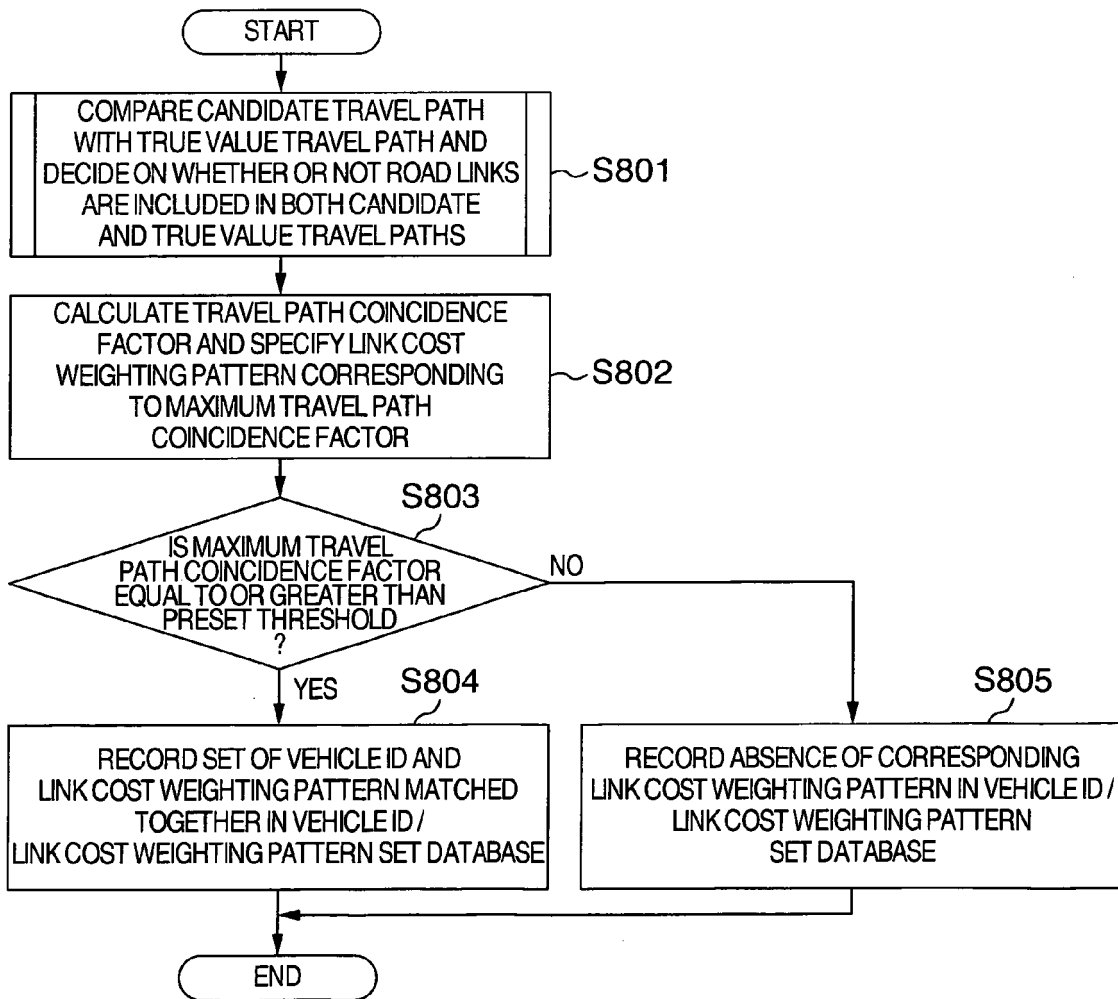 START
COMPARE CANDIDATE TRAVEL PATH
WITH TRUE VALUE TRAVEL PATH AND
DECIDE ON WHETHER OR NOT ROAD LINKS
ARE INCLUDED IN BOTH CANDIDATE
AND TRUE VALUE TRAVEL PATHS
S801
CALCULATE TRAVEL PATH COINCIDENCE
FACTOR AND SPECIFY LINK COST
WEIGHTING PATTERN CORRESPONDING
TO MAXIMUM TRAVEL PATH
COINCIDENCE FACTOR
S802
S803
IS MAXIMUM TRAVEL
PATH COINCIDENCE FACTOR
EQUAL TO OR GREATER THAN
PRESET THRESHOLD
?
NO
YES
S804
RECORD SET OF VEHICLE ID AND
LINK COST WEIGHTING PATTERN MATCHED
TOGETHER IN VEHICLE ID /
LINK COST WEIGHTING PATTERN SET DATABASE
S805
RECORD ABSENCE OF CORRESPONDING
LINK COST WEIGHTING PATTERN IN VEHICLE ID /
LINK COST WEIGHTING PATTERN
SET DATABASE
END